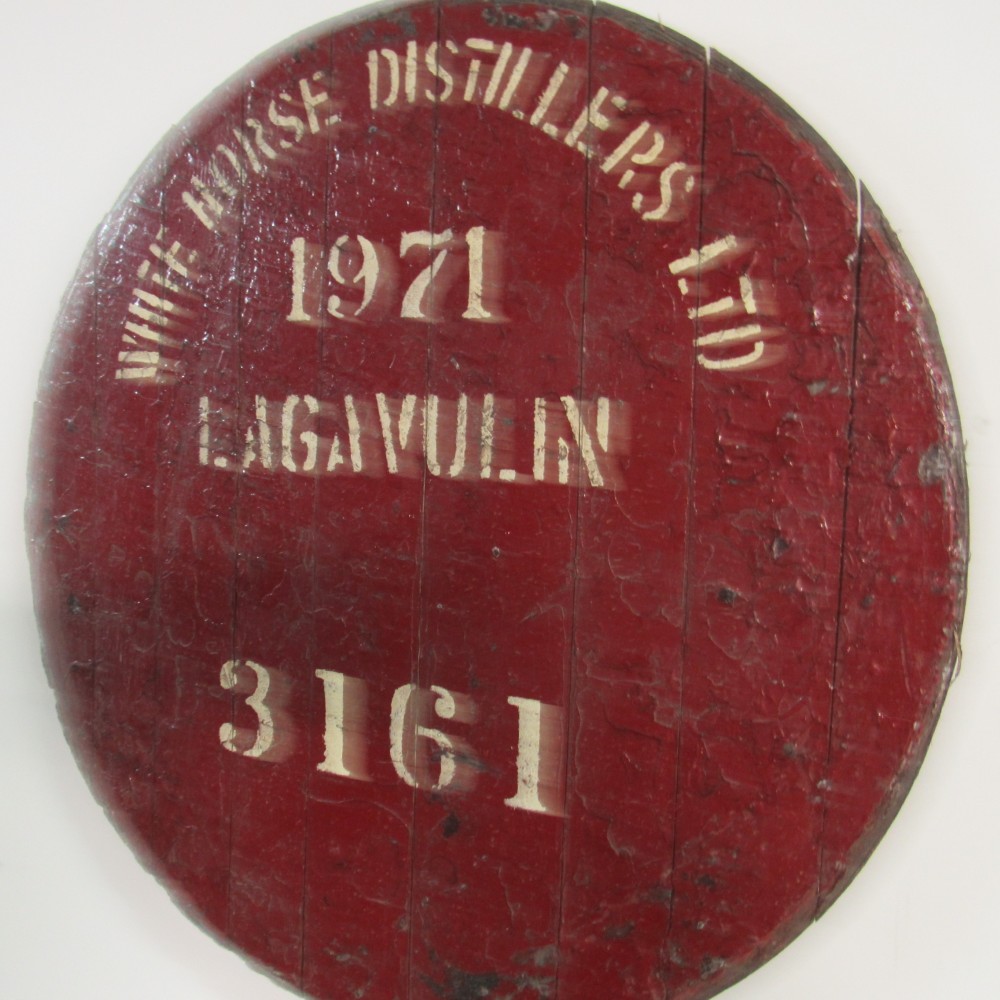 WHITE HORSE DISTILLERS LTD
1971
LAGAVULIN
3161